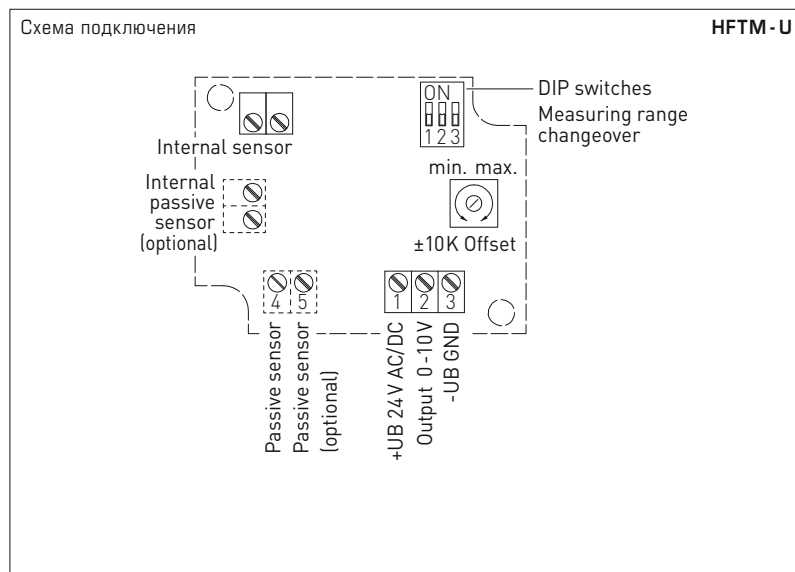 Схема подключения
HFTM - U
ON
1 2 3
DIP switches
Measuring range
changeover
Internal sensor
min. max.
Internal
passive
sensor
(optional)
±10K Offset
4 5
1 2 3
Passive sensor
Passive sensor
(optional)
+UB 24V AC/DC
Output 0-10V
-UB GND